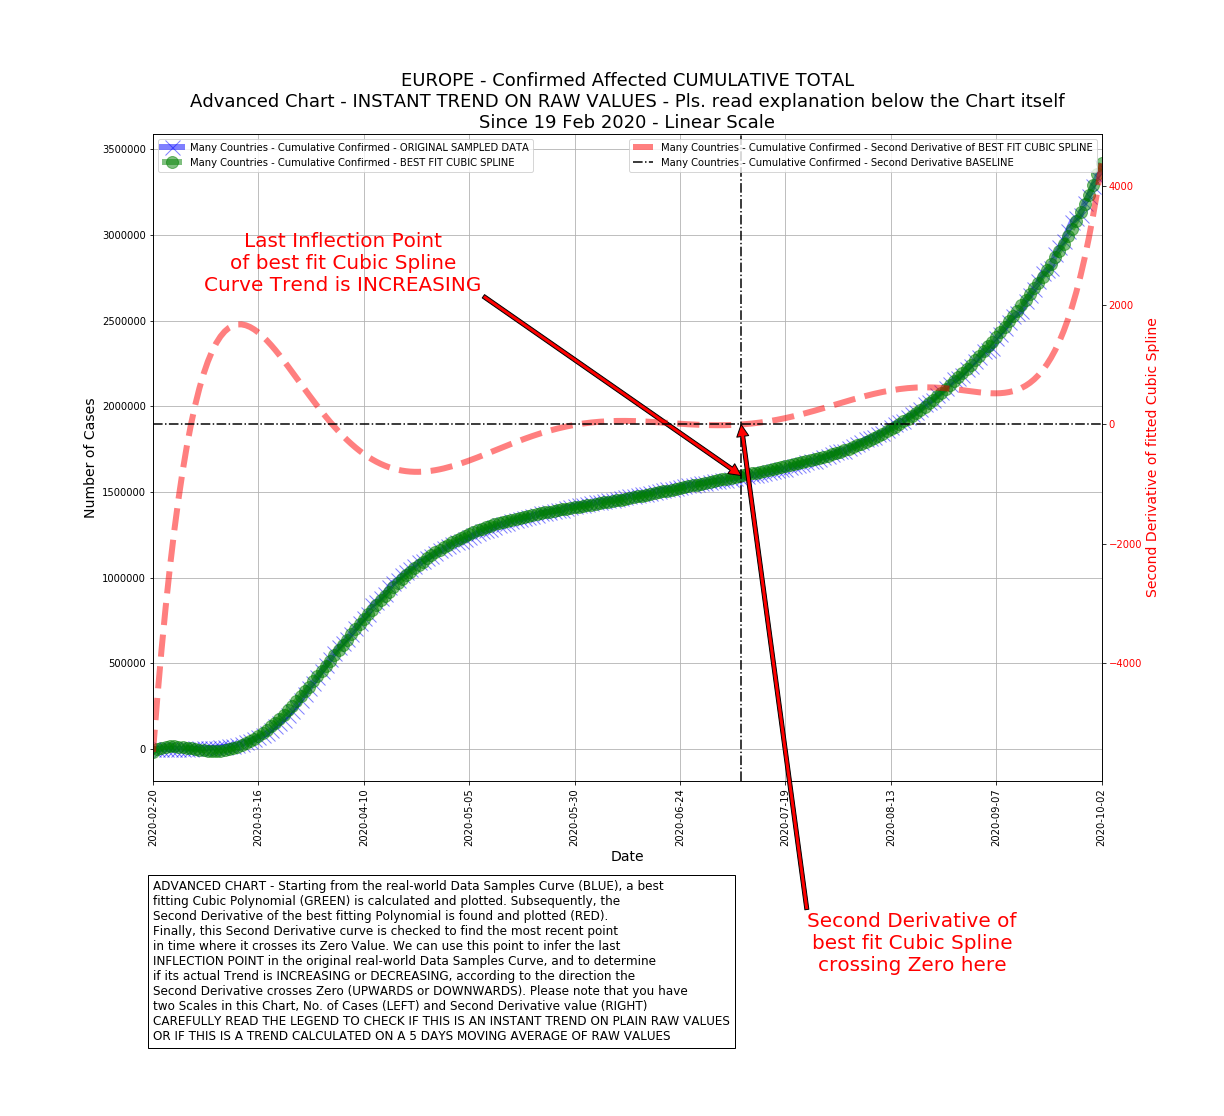 EUROPE - Confirmed Affected CUMULATIVE TOTAL
Advanced Chart - INSTANT TREND ON RAW VALUES - Pls. read explanation below the Chart itself
Since 19 Feb 2020 - Linear Scale
Many Countries - Cumulative Confirmed - ORIGINAL SAMPLED DATA
Many Countries - Cumulative Confirmed - BEST FIT CUBIC SPLINE
Many Countries - Cumulative Confirmed - Second Derivative of BEST FIT CUBIC SPLINE
Many Countries - Cumulative Confirmed - Second Derivative BASELINE
Last Inflection Point
of best fit Cubic Spline
Curve Trend is INCREASING
Number of Cases
3500000
3000000
2500000
2000000
1500000
1000000
500000
0
4000
2000
0
−2000
−4000
Second Derivative of fitted Cubic Spline
2020-02-20
2020-03-16
2020-04-10
2020-05-05
2020-05-30
2020-06-24
2020-07-19
2020-08-13
2020-09-07
2020-10-02
Date
ADVANCED CHART - Starting from the real-world Data Samples Curve (BLUE), a best
fitting Cubic Polynomial (GREEN) is calculated and plotted. Subsequently, the
Second Derivative of the best fitting Polynomial is found and plotted (RED).
Finally, this Second Derivative curve is checked to find the most recent point
in time where it crosses its Zero Value. We can use this point to infer the last
INFLECTION POINT in the original real-world Data Samples Curve, and to determine
if its actual Trend is INCREASING or DECREASING, according to the direction the
Second Derivative crosses Zero (UPWARDS or DOWNWARDS). Please note that you have
two Scales in this Chart, No. of Cases (LEFT) and Second Derivative value (RIGHT)
CAREFULLY READ THE LEGEND TO CHECK IF THIS IS AN INSTANT TREND ON PLAIN RAW VALUES
OR IF THIS IS A TREND CALCULATED ON A 5 DAYS MOVING AVERAGE OF RAW VALUES
Second Derivative of
best fit Cubic Spline
crossing Zero here